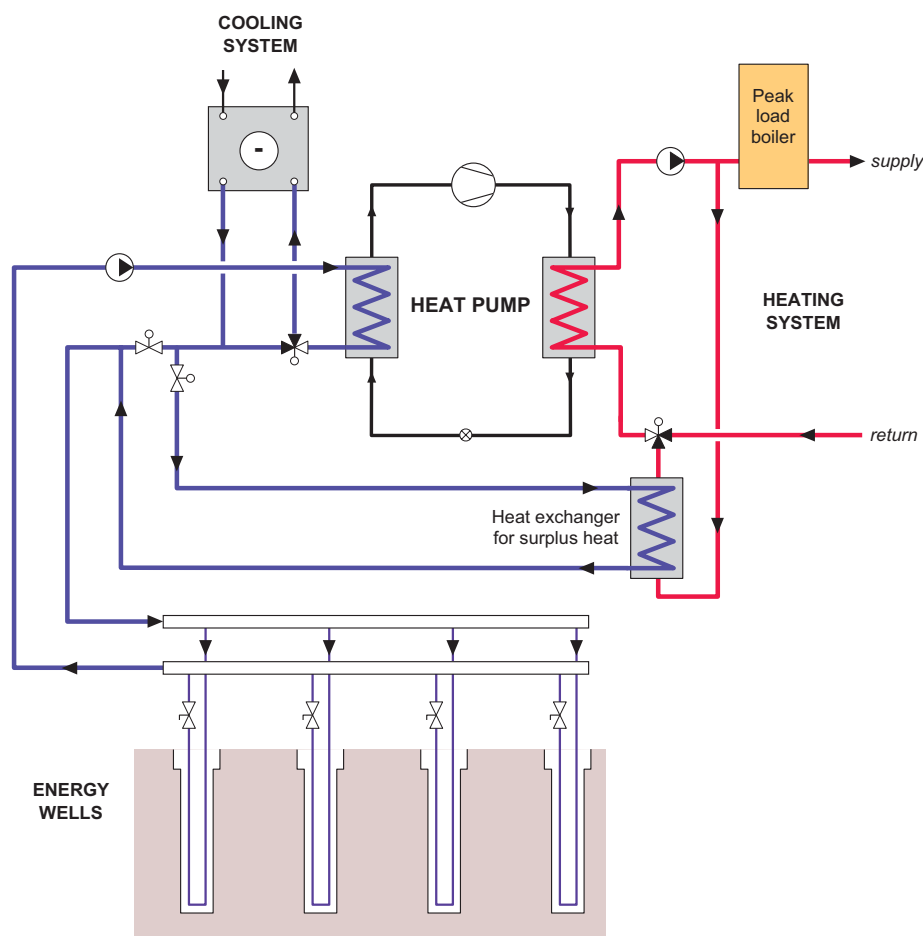 COOLING
SYSTEM
-
Peak
load
boiler
supply
HEAT PUMP
HEATING
SYSTEM
return
Heat exchanger
for surplus heat
ENERGY
WELLS